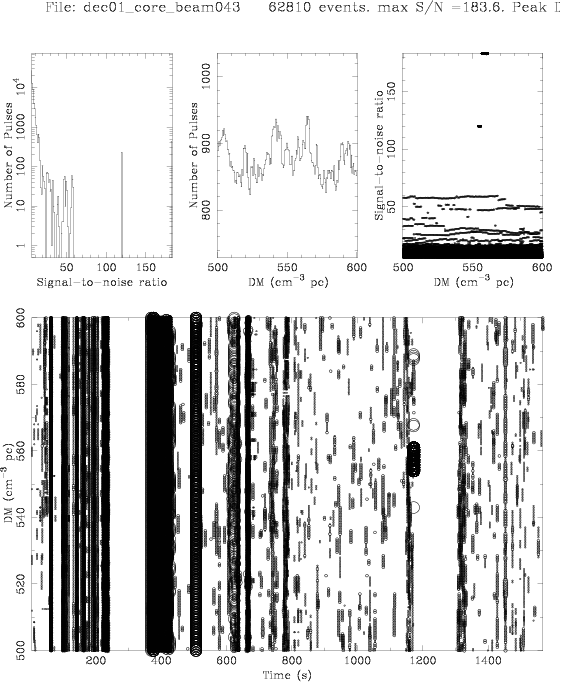 File: dec01_core_beam043 62810 events. max S/N =183.6. Peak D
Number of Pulses
1 10 100 1000 10⁴
50 100 150
Signal-to-noise ratio
Number of Pulses
800 900 1000
500 550 600
DM (cm⁻³ pc)
Signal-to-noise ratio
50 100 150
500 550 600
DM (cm⁻³ pc)
DM (cm⁻³ pc)
600
580
560
540
520
500
200 400 600 800 1000 1200 1400
Time (s)